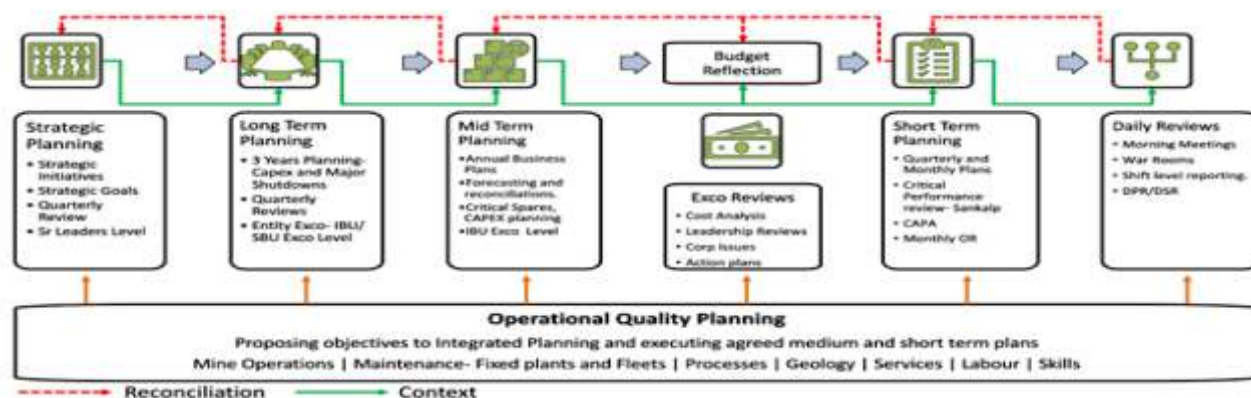 Budget
Reflection
Strategic
Planning
• Strategic
Initiatives
• Strategic Goals
• Quarterly
Review
• Sr Leaders Level
Long Term
Planning
• 3 Years Planning-
Capex and Major
Shutdowns
• Quarterly
Reviews
• Entity Exco- IBU/
SBU Exco Level
Mid Term
Planning
•Annual Business
Plans
•Forecasting and
reconciliations.
•Critical Spares,
CAPEX planning
•IBU Exco Level
Exco Reviews
• Cost Analysis
• Leadership Reviews
• Corp Issues
• Action plans
Short Term
Planning
• Quarterly and
Monthly Plans
• Critical
Performance
review- Sankalp
• CAPA
• Monthly OR
Daily Reviews
• Morning Meetings
• War Rooms
• Shift level reporting.
• DPR/DSR
Operational Quality Planning
Proposing objectives to Integrated Planning and executing agreed medium and short term plans
Mine Operations | Maintenance- Fixed plants and Fleets | Processes | Geology | Services | Labour | Skills
Reconciliation
Context